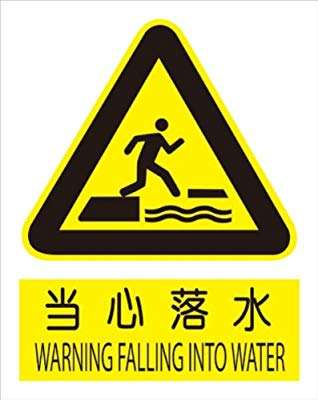 当心落水
WARNING FALLING INTO WATER